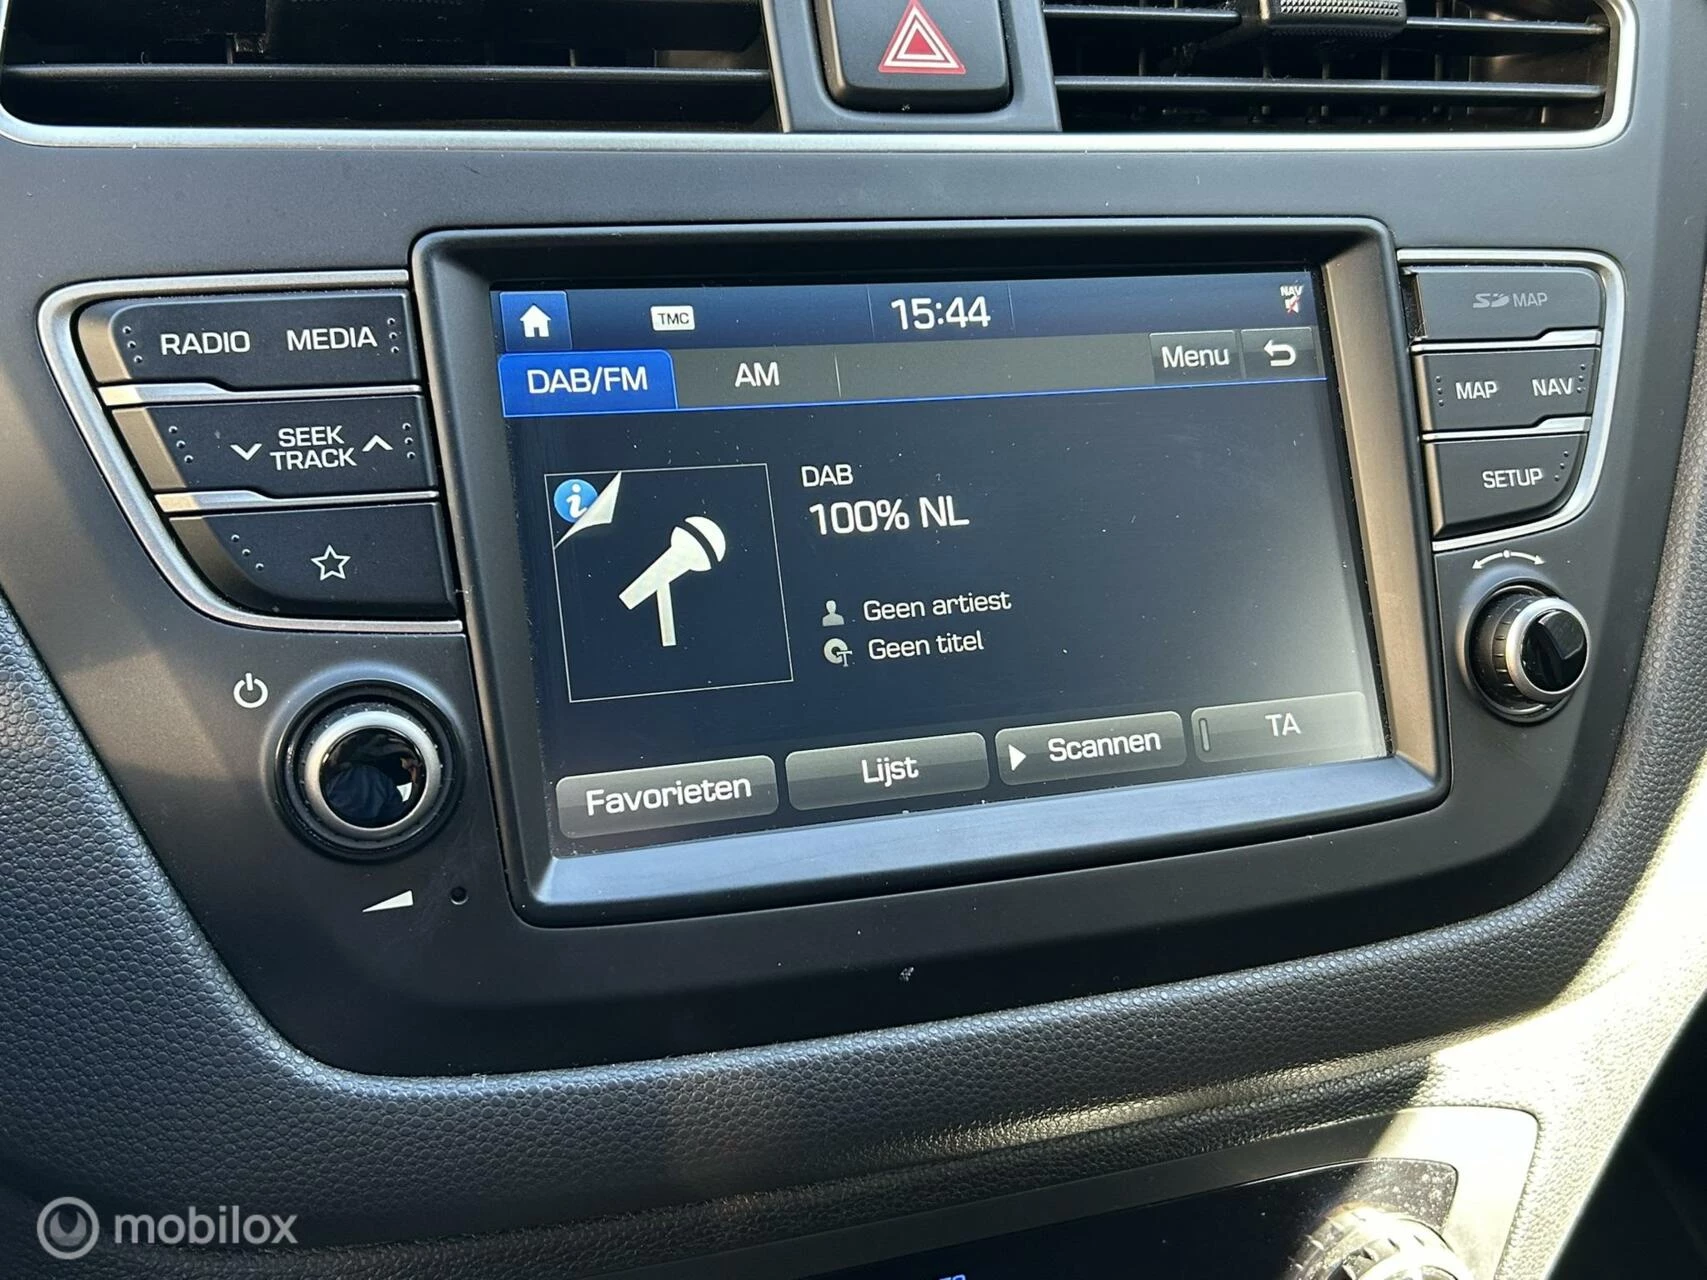 RADIO MEDIA
SEEK
TRACK
TMC
15:44
NAV
DAB/FM
AM
Menu
DAB
100% NL
Geen artiest
Geen titel
Favorieten
Lijst
Scannen
TA
SD MAP
MAP NAV
SETUP
mobilox